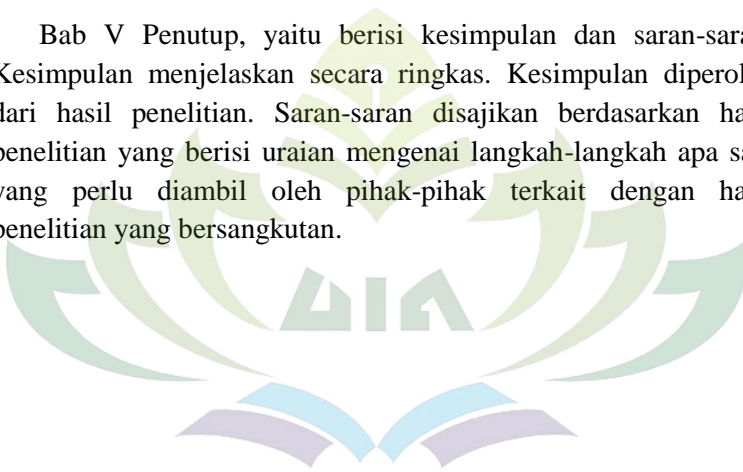 Bab V Penutup, yaitu berisi kesimpulan dan saran-sara
Kesimpulan menjelaskan secara ringkas. Kesimpulan diperol
dari hasil penelitian. Saran-saran disajikan berdasarkan ha
penelitian yang berisi uraian mengenai langkah-langkah apa sa
yang perlu diambil oleh pihak-pihak terkait dengan ha
penelitian yang bersangkutan.
UIN